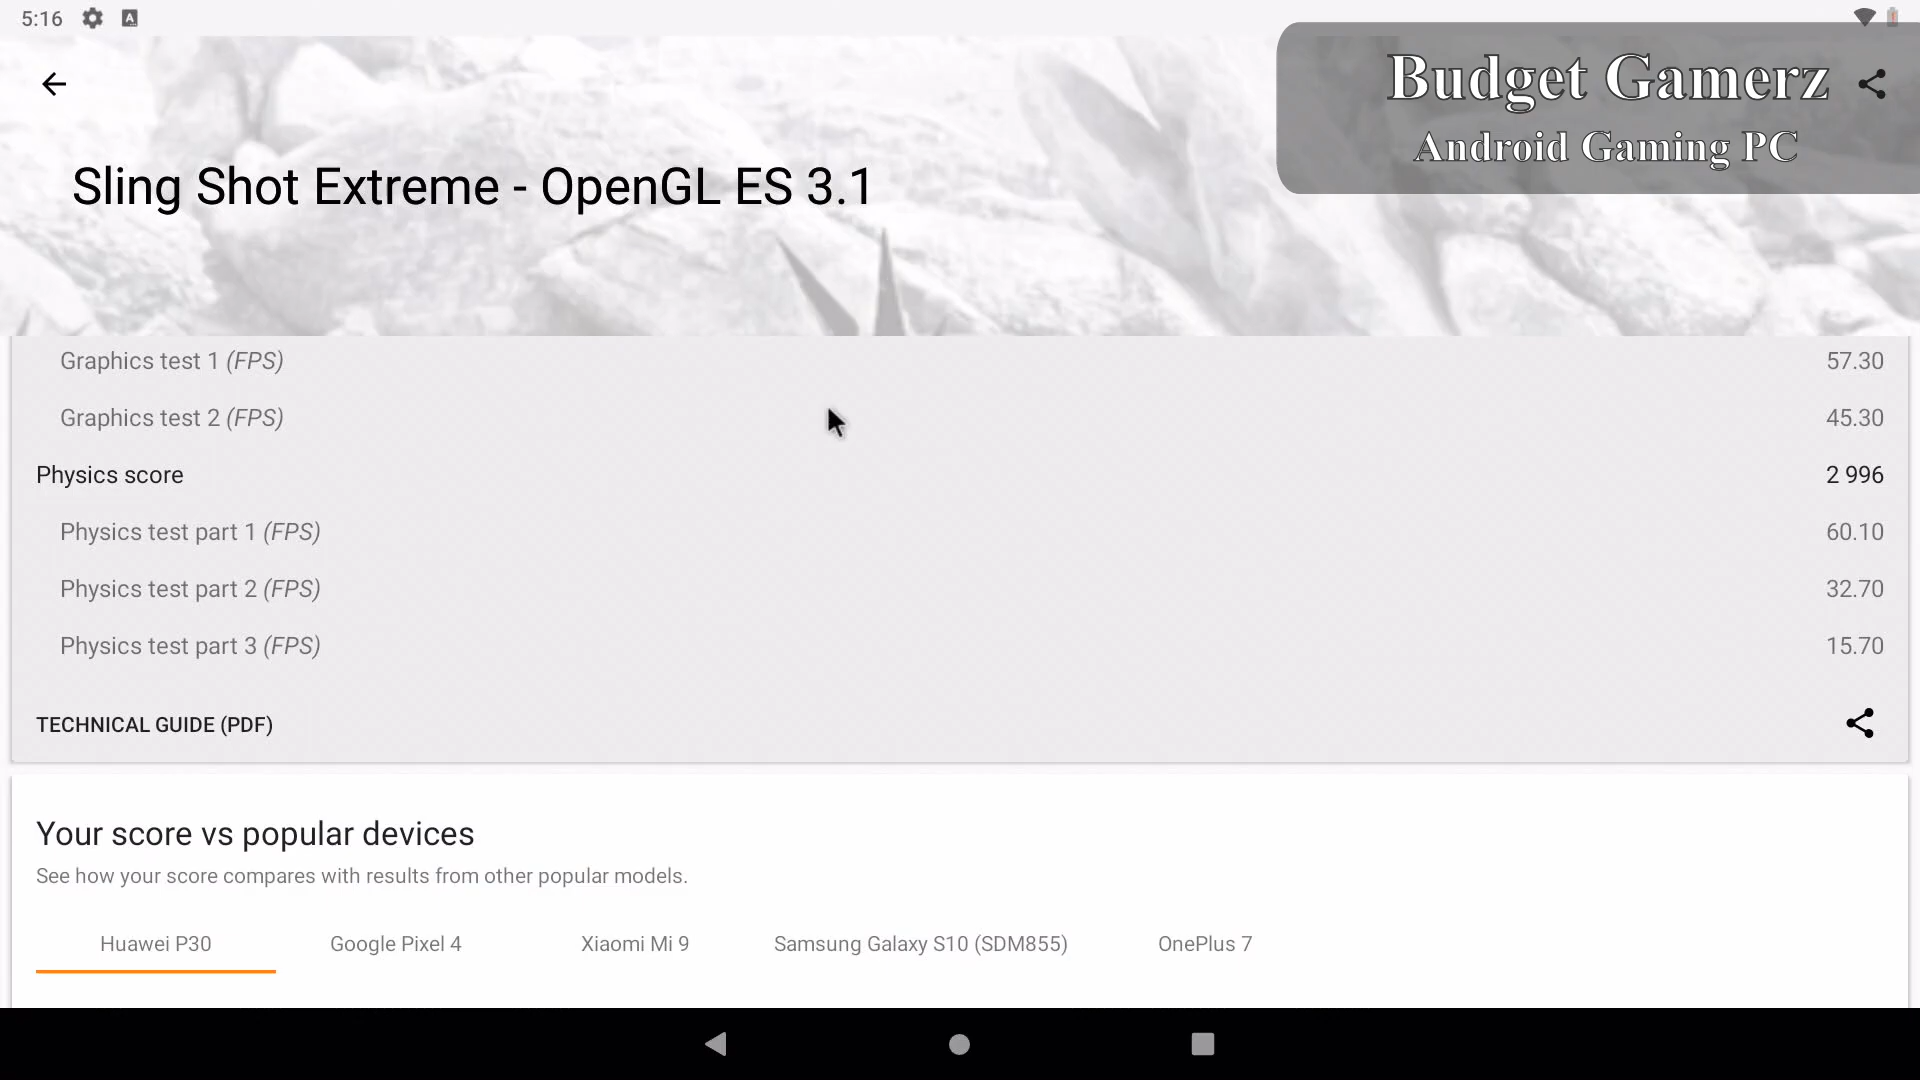 5:16
A
Budget Gamerz
Android Gaming PC
Sling Shot Extreme - OpenGL ES 3.1
Graphics test 1 (FPS) 57.30
Graphics test 2 (FPS) 45.30
Physics score 2 996
Physics test part 1 (FPS) 60.10
Physics test part 2 (FPS) 32.70
Physics test part 3 (FPS) 15.70
TECHNICAL GUIDE (PDF)
Your score vs popular devices
See how your score compares with results from other popular models.
Huawei P30 Google Pixel 4 Xiaomi Mi 9 Samsung Galaxy S10 (SDM855) OnePlus 7